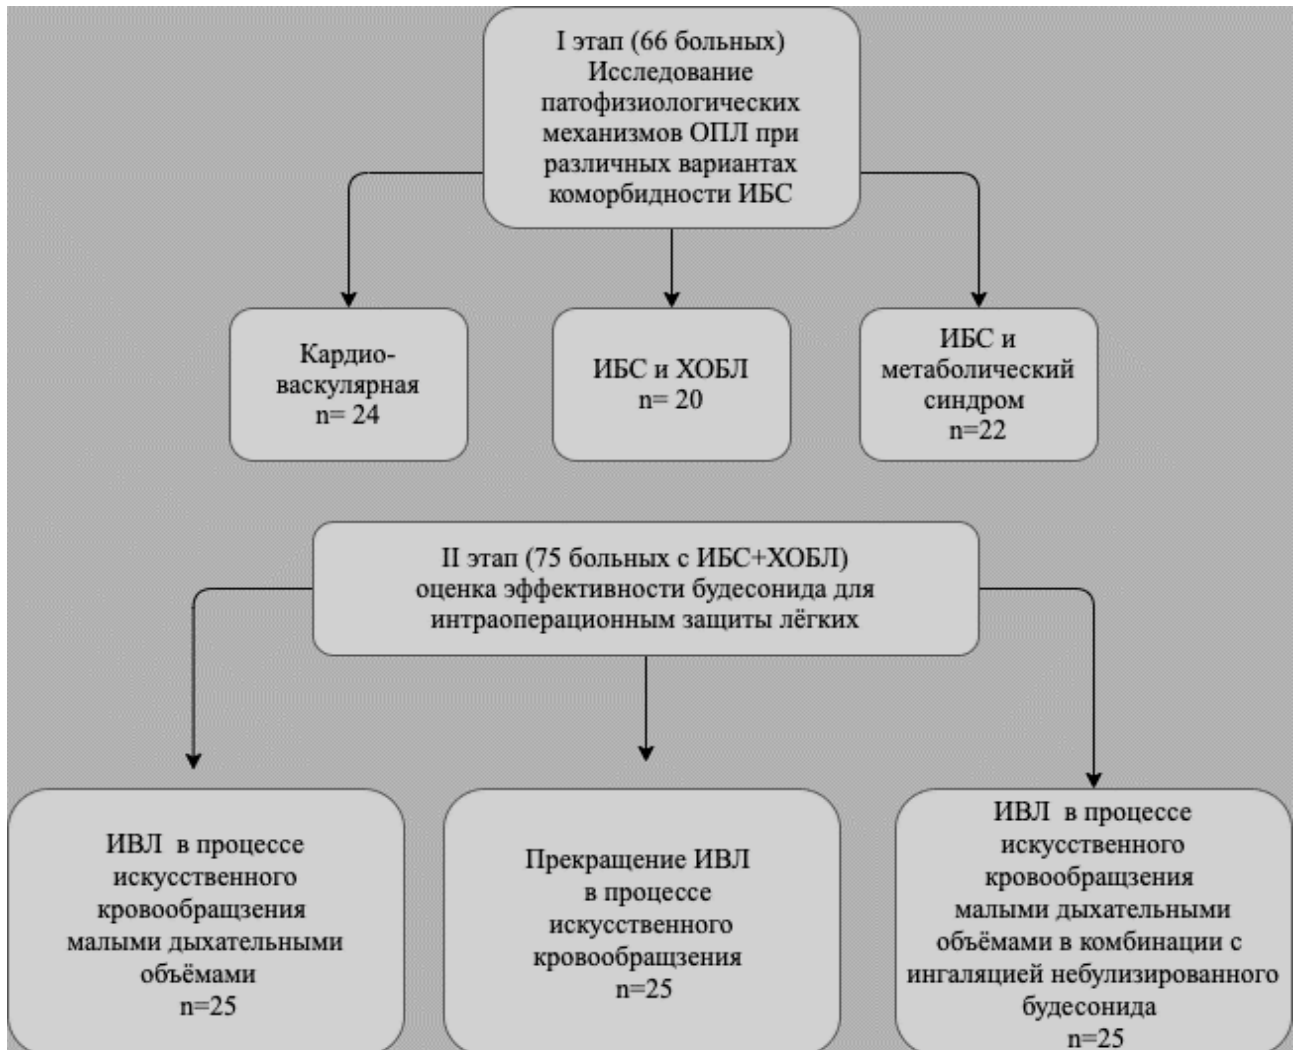 I этап (66 больных)
Исследование
патофизиологических
механизмов ОПЛ при
различных вариантах
коморбидности ИБС
Кардио-
васкулярная
n= 24
ИБС и ХОБЛ
n= 20
ИБС и
метаболический
синдром
n=22
II этап (75 больных с ИБС+ХОБЛ)
оценка эффективности будесонида для
интраоперационным защиты лёгких
ИВЛ в процессе
искусственного
кровообращзения
малыми дыхательными
объёмами
n=25
Прекращение ИВЛ
в процессе
искусственного
кровообращзения
n=25
ИВЛ в процессе
искусственного
кровообращзения
малыми дыхательными
объёмами в комбинации с
ингаляцией небулизированного
будесонида
n=25